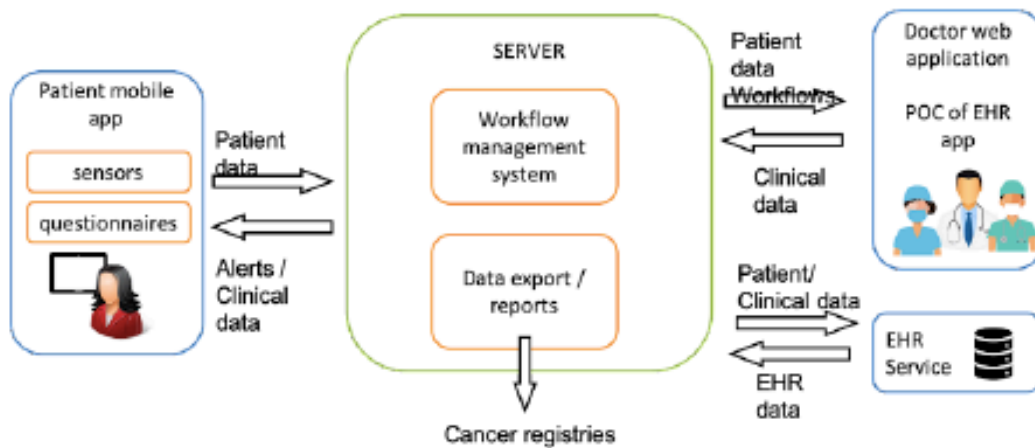 Patient mobile
app
sensors
questionnaires
Patient
data
Alerts /
Clinical
data
SERVER
Workflow
management
system
Data export /
reports
Cancer registries
Patient
data
Workflows
Clinical
data
Patient/
Clinical data
EHR
data
Doctor web
application
POC of EHR
app
EHR
Service